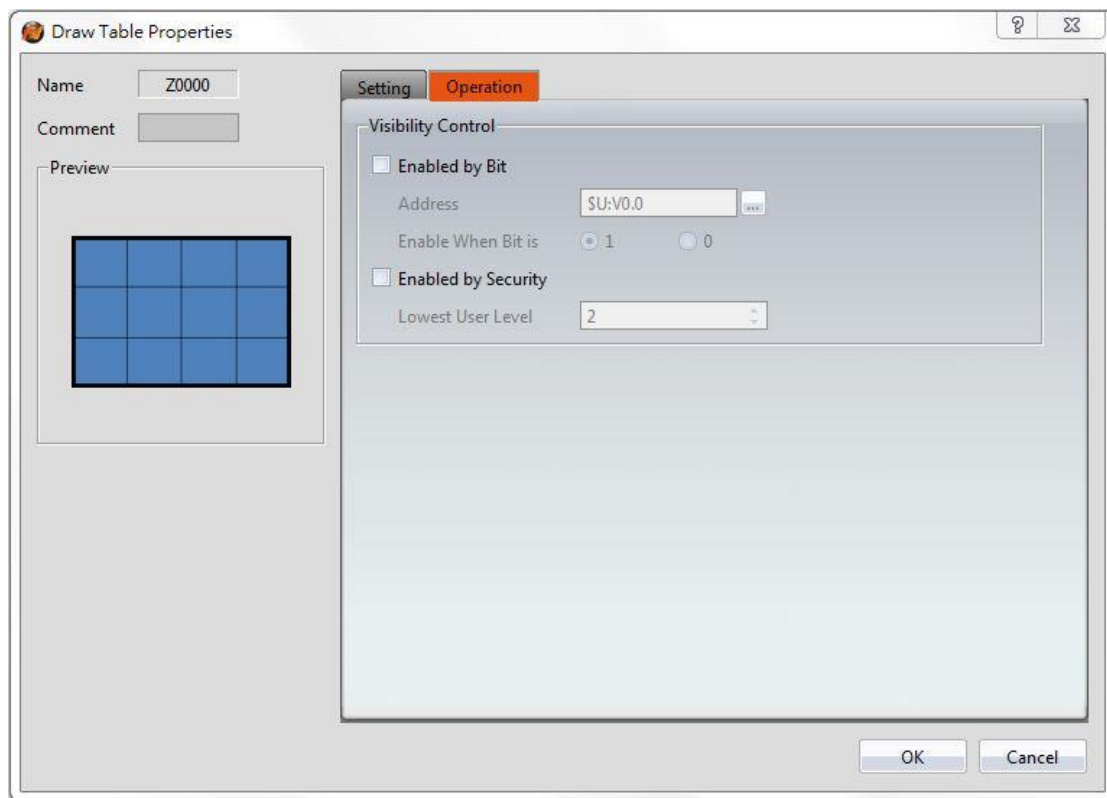 Draw Table Properties
Name Z0000
Comment
Preview
Setting Operation
Visibility Control
Enabled by Bit
Address $U:V0.0 ...
Enable When Bit is 1 0
Enabled by Security
Lowest User Level 2
OK Cancel